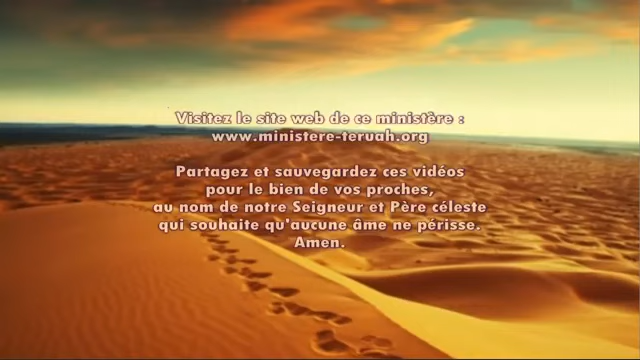 Visitez le site web de ce ministère :
www.ministere-teruah.org
Partagez et sauvegardez ces vidéos
pour le bien de vos proches,
au nom de notre Seigneur et Père céleste
qui souhaite qu'aucune âme ne périsse.
Amen.